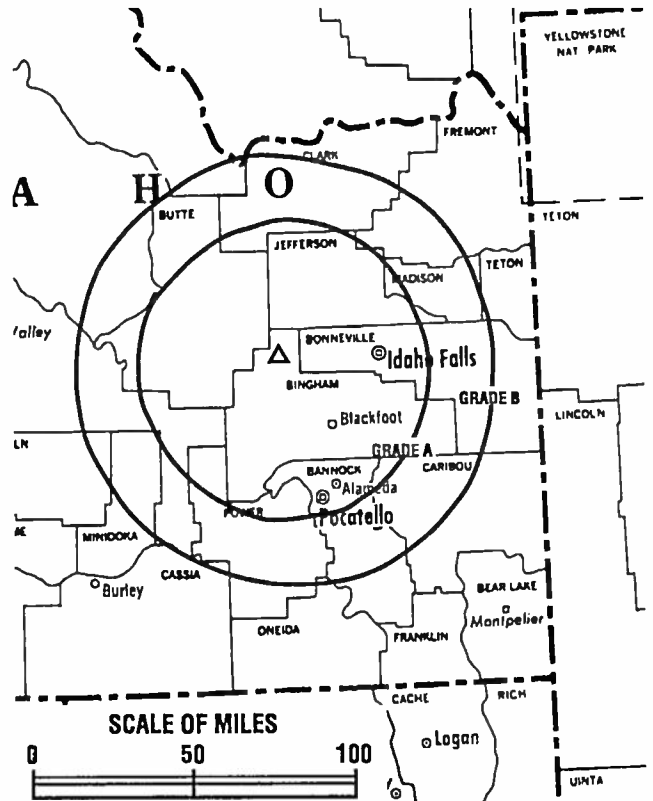 YELLOWSTONE
NAT PARK
FREMONT
CLARK
A H O
BUTTE
TETON
JEFFERSON
TETON
MADISON
Valley
BONNEVILLE
Idaho Falls
BINGHAM
GRADE B
LINCOLN
Blackfoot
LN
GRADE A
BANNOCK
CARIBOU
Alameda
POWER
Pocatello
MINIDOKA
CASSIA
BEAR LAKE
Burley
Montpelier
ONEIDA
FRANKLIN
CACHE
RICH
SCALE OF MILES
Logan
0 50 100
UINTA